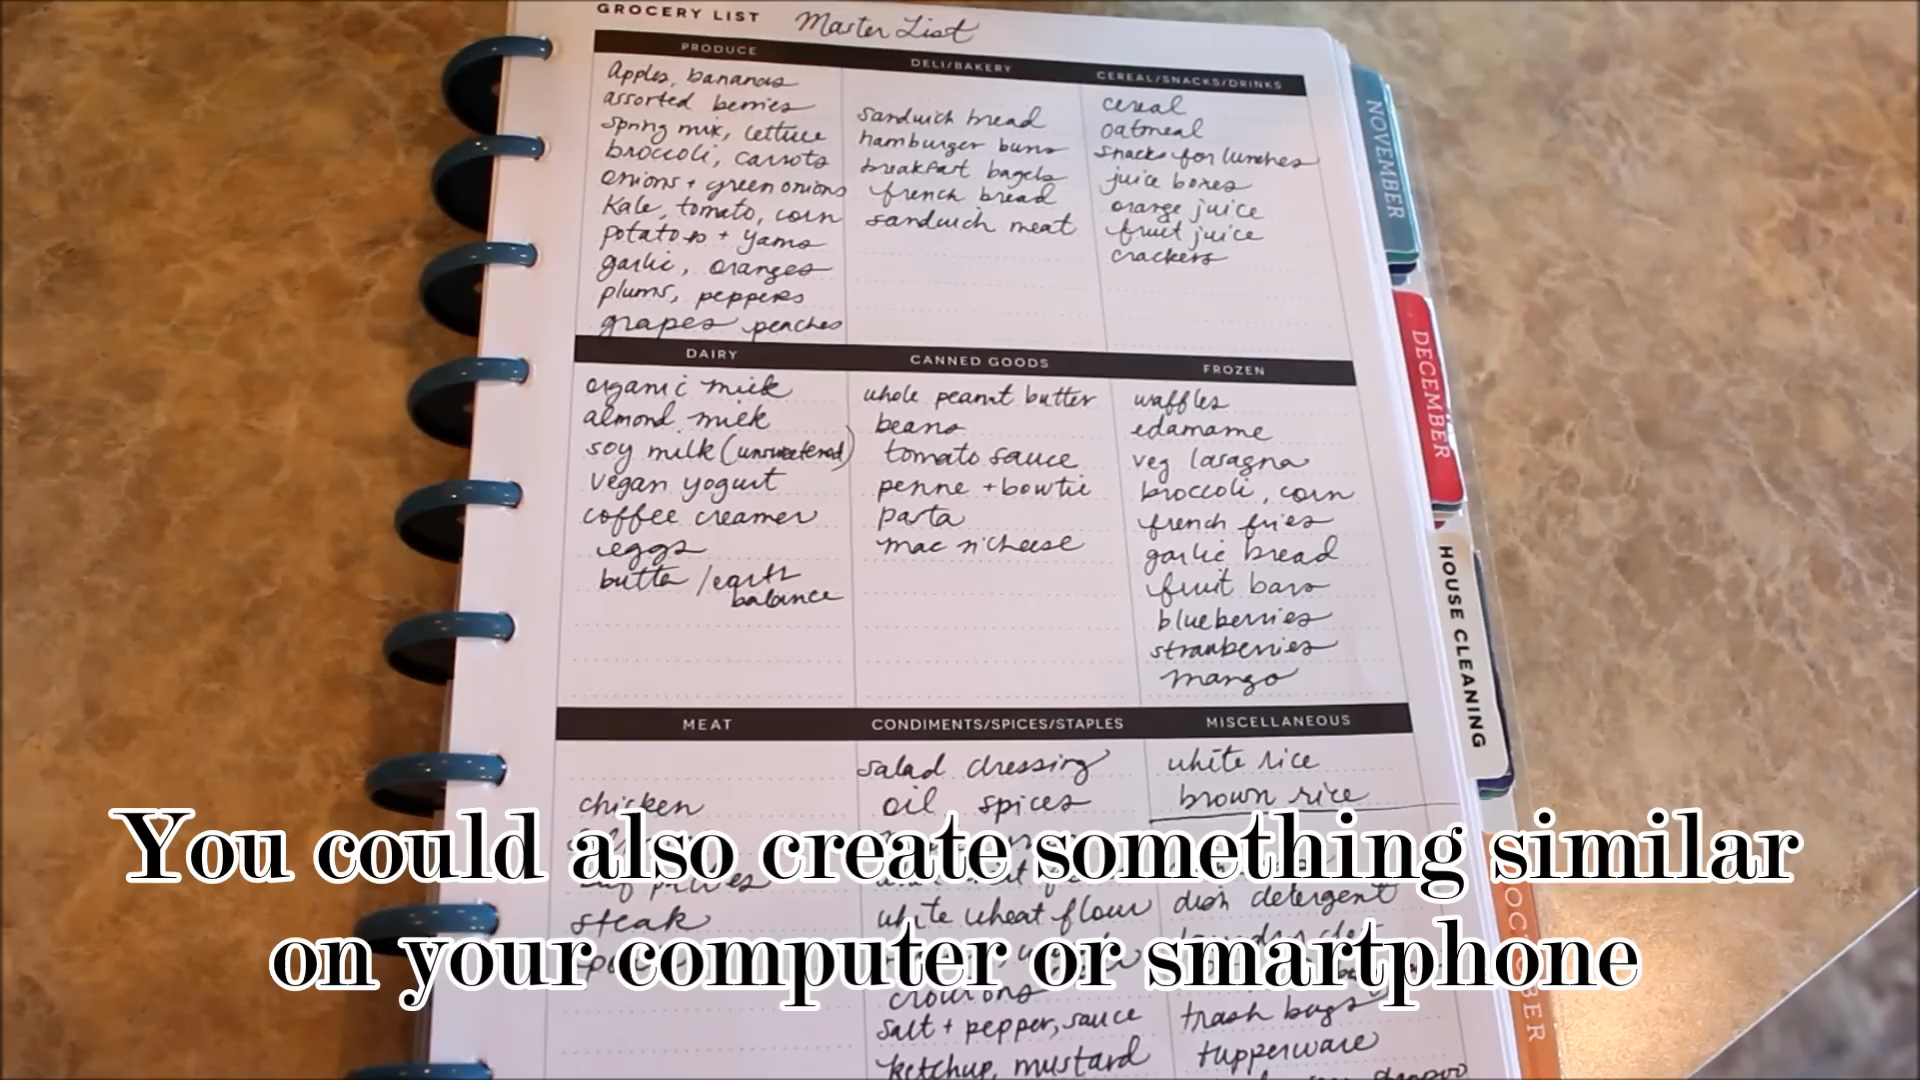 GROCERY LIST Master List
PRODUCE
Apples, bananas
assorted berries
spring mix, lettuce
broccoli, carrots
onions + green onions
Kale, tomato, corn
potatoes + yams
garlic, oranges
plums, peppers
grapes peaches
DELI/BAKERY
sandwich bread
hamburger buns
breakfast bagels
french bread
sandwich meat
CEREAL/SNACKS/DRINKS
cereal
oatmeal
snacks for lunches
juice boxes
orange juice
fruit juice
crackers
DAIRY
organic milk
almond milk
soy milk (unsweetened)
vegan yogurt
coffee creamer
eggs
butter / earth
balance
CANNED GOODS
whole peanut butter
beans
tomato sauce
penne + bowtie
pasta
mac n cheese
FROZEN
waffles
edamame
veg lasagna
broccoli, corn
french fries
garlic bread
fruit bars
blueberries
strawberries
mango
MEAT
chicken
steak
CONDIMENTS/SPICES/STAPLES
salad dressing
oil spices
white wheat flour
croutons
salt + pepper, sauce
ketchup, mustard
MISCELLANEOUS
white rice
brown rice
dish detergent
trash bags
tupperware
NOVEMBER
DECEMBER
HOUSE CLEANING
OCTOBER
You could also create something similar
on your computer or smartphone